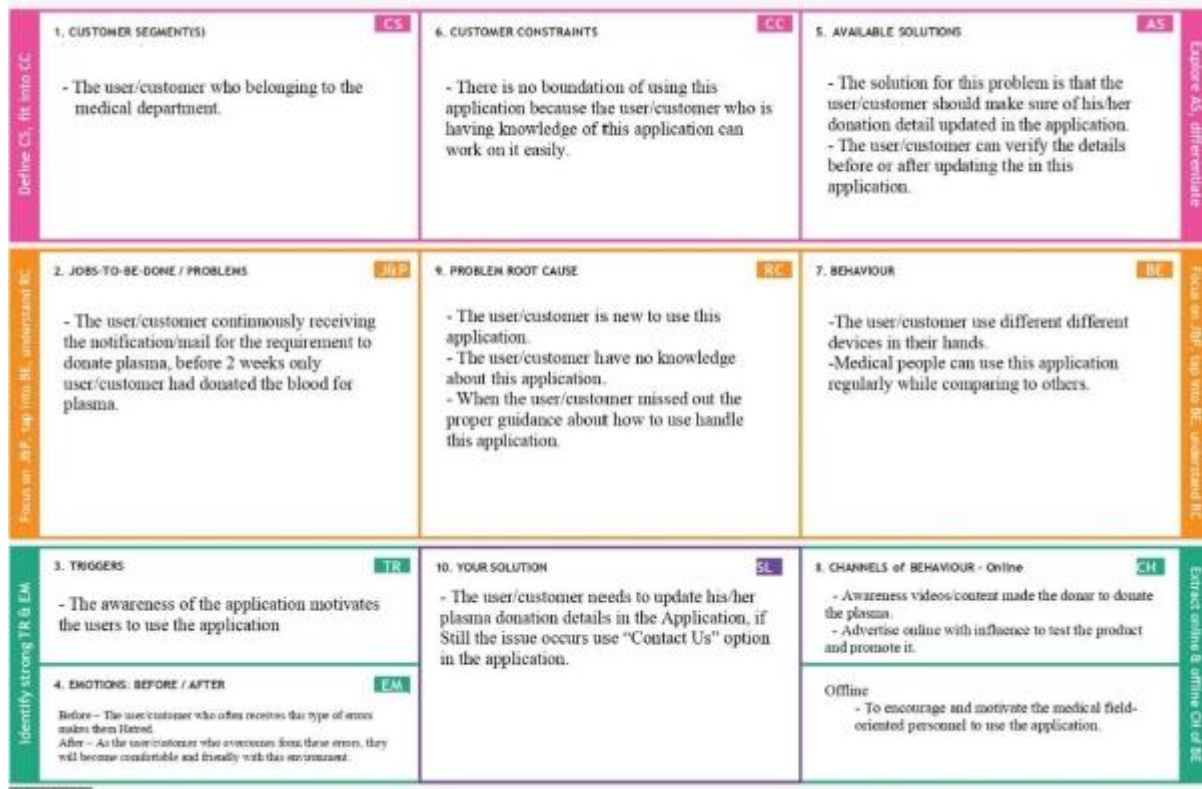 Define CS, fit into CC
1. CUSTOMER SEGMENT(S)
CS
- The user/customer who belonging to the
medical department.
6. CUSTOMER CONSTRAINTS
CC
- There is no boundation of using this
application because the user/customer who is
having knowledge of this application can
work on it easily.
5. AVAILABLE SOLUTIONS
AS
- The solution for this problem is that the
user/customer should make sure of his/her
donation detail updated in the application.
- The user/customer can verify the details
before or after updating the in this
application.
Explore AS, differentiate
Focus on J&P, tap into BE, understand RC
2. JOBS-TO-BE-DONE / PROBLEMS
J&P
- The user/customer continuously receiving
the notification/mail for the requirement to
donate plasma, before 2 weeks only
user/customer had donated the blood for
plasma.
9. PROBLEM ROOT CAUSE
RC
- The user/customer is new to use this
application.
- The user/customer have no knowledge
about this application.
- When the user/customer missed out the
proper guidance about how to use handle
this application.
7. BEHAVIOUR
BE
-The user/customer use different different
devices in their hands.
-Medical people can use this application
regularly while comparing to others.
Focus on J&P, tap into BE, understand RC
Identify strong TR & EM
3. TRIGGERS
TR
- The awareness of the application motivates
the users to use the application
4. EMOTIONS: BEFORE / AFTER
EM
Before – The user/customer who often receives this type of errors
makes them Hatred.
After – As the user/customer who overcomes from these errors, they
will become comfortable and friendly with this environment.
10. YOUR SOLUTION
SL
- The user/customer needs to update his/her
plasma donation details in the Application, if
Still the issue occurs use “Contact Us” option
in the application.
8. CHANNELS of BEHAVIOUR - Online
CH
- Awareness videos/content made the donar to donate
the plasma.
- Advertise online with influence to test the product
and promote it.
Offline
- To encourage and motivate the medical field-
oriented personnel to use the application.
Extract online & offline CH of BE